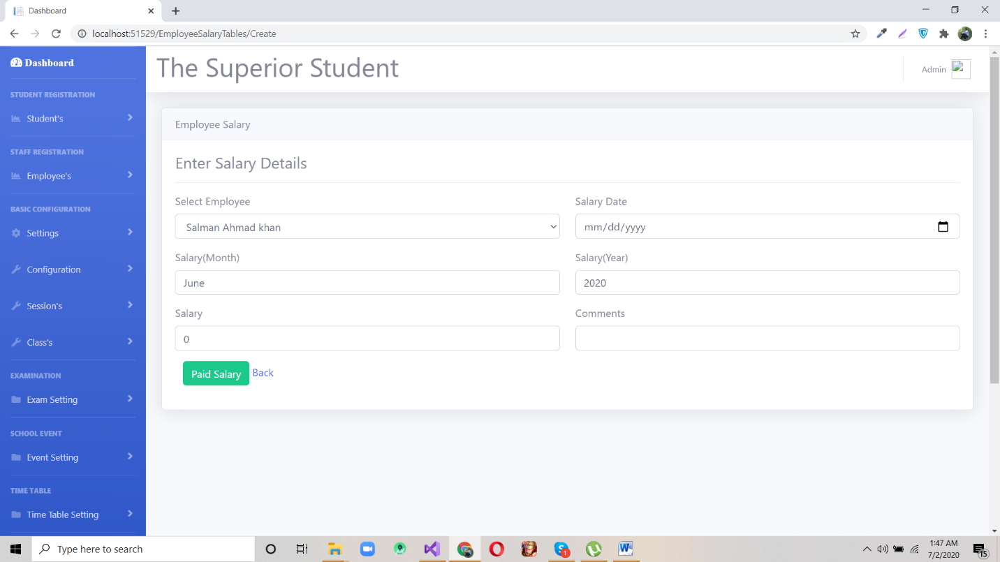 Dashboard
localhost:51529/EmployeeSalaryTables/Create
Dashboard
The Superior Student
Admin
STUDENT REGISTRATION
Student's
STAFF REGISTRATION
Employee's
BASIC CONFIGURATION
Settings
Configuration
Session's
Class's
EXAMINATION
Exam Setting
SCHOOL EVENT
Event Setting
TIME TABLE
Time Table Setting
Employee Salary
Enter Salary Details
Select Employee
Salary Date
Salman Ahmad khan
mm/dd/yyyy
Salary(Month)
Salary(Year)
June
2020
Salary
Comments
0
Paid Salary Back
Type here to search
1
1:47 AM
7/2/2020
15